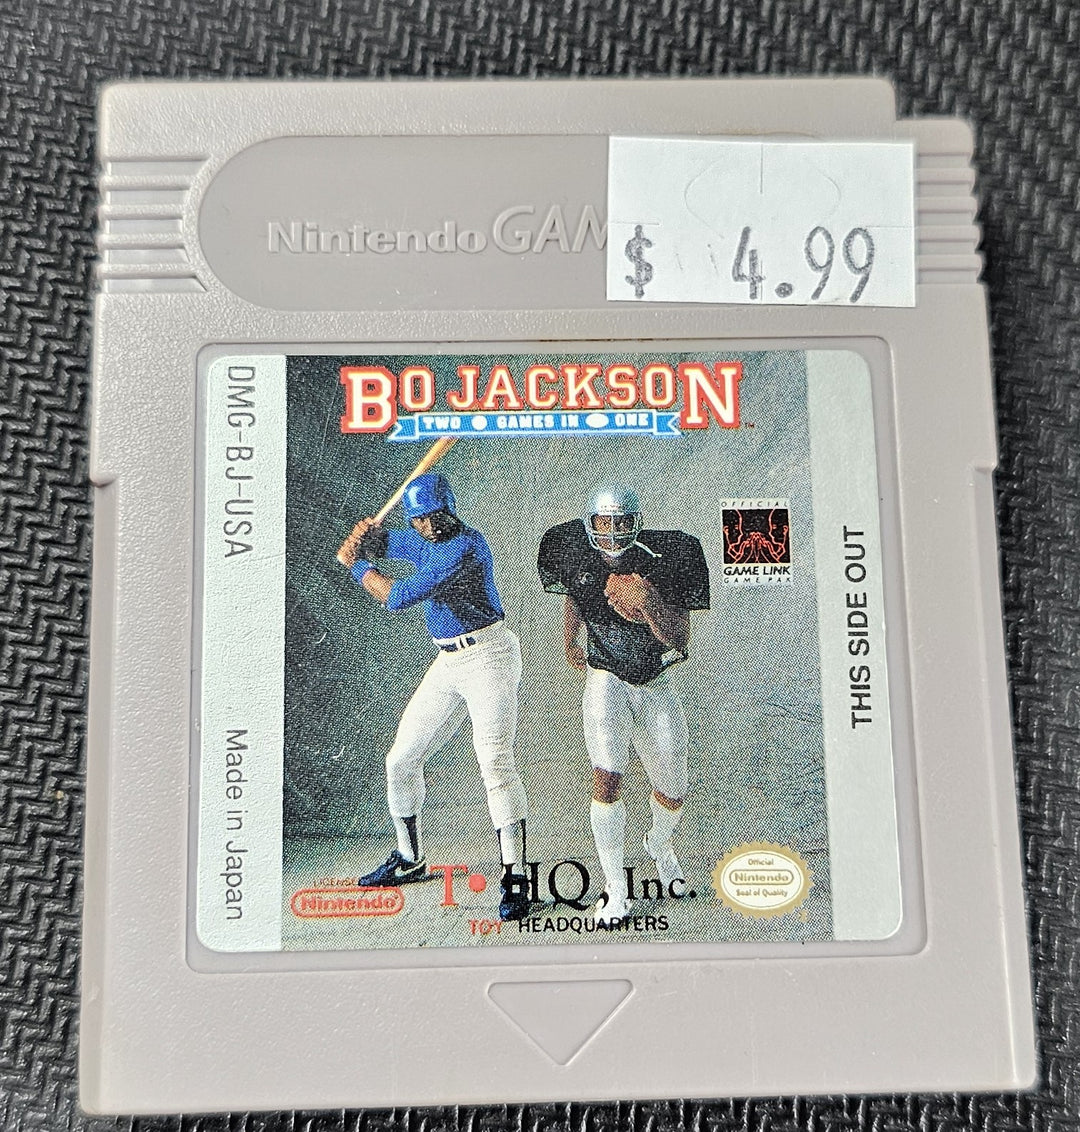 Nintendo GAM
$ 4.99
BO JACKSON
TWO GAMES IN ONE
TM
DMG-BJ-USA
Made in Japan
OFFICIAL
GAME LINK
GAME PAK
THIS SIDE OUT
Nintendo
T•HQ, Inc.
TOY HEADQUARTERS
Official
Nintendo
Seal of Quality